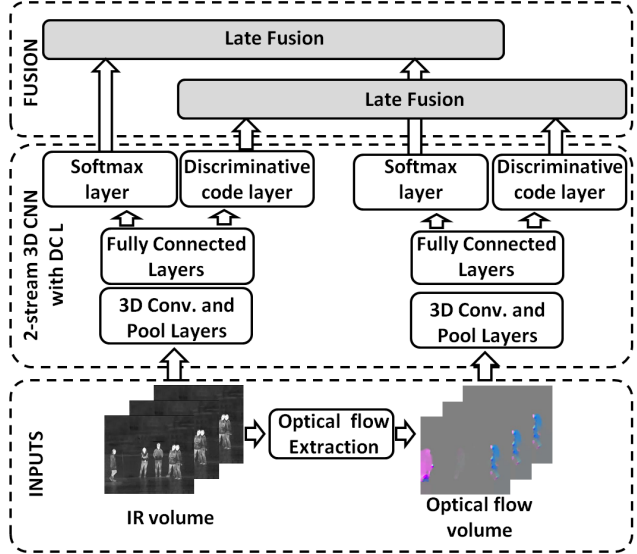 FUSION
Late Fusion
Late Fusion
2-stream 3D CNN
with DC L
Softmax
layer
Discriminative
code layer
Softmax
layer
Discriminative
code layer
Fully Connected
Layers
Fully Connected
Layers
3D Conv. and
Pool Layers
3D Conv. and
Pool Layers
INPUTS
Optical flow
Extraction
IR volume
Optical flow
volume